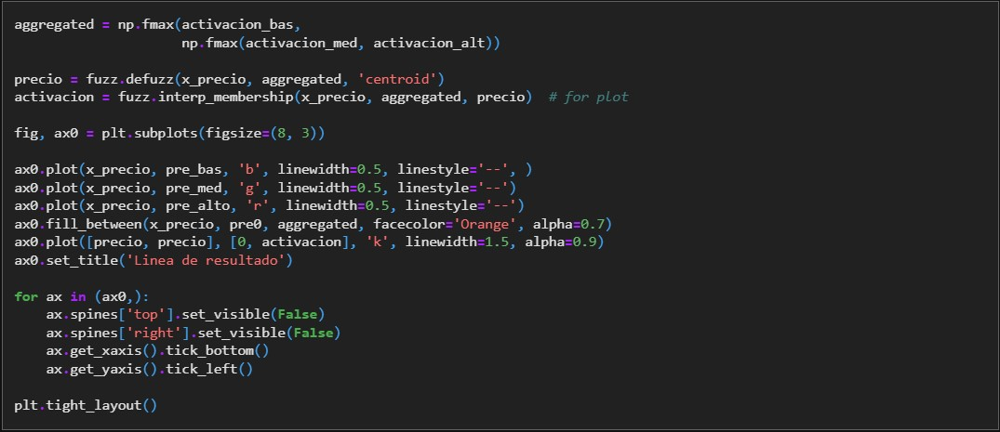 aggregated = np.fmax(activacion_bas,
                     np.fmax(activacion_med, activacion_alt))
precio = fuzz.defuzz(x_precio, aggregated, 'centroid')
activacion = fuzz.interp_membership(x_precio, aggregated, precio)  # for plot
fig, ax0 = plt.subplots(figsize=(8, 3))
ax0.plot(x_precio, pre_bas, 'b', linewidth=0.5, linestyle='--', )
ax0.plot(x_precio, pre_med, 'g', linewidth=0.5, linestyle='--')
ax0.plot(x_precio, pre_alto, 'r', linewidth=0.5, linestyle='--')
ax0.fill_between(x_precio, pre0, aggregated, facecolor='Orange', alpha=0.7)
ax0.plot([precio, precio], [0, activacion], 'k', linewidth=1.5, alpha=0.9)
ax0.set_title('Linea de resultado')
for ax in (ax0,):
    ax.spines['top'].set_visible(False)
    ax.spines['right'].set_visible(False)
    ax.get_xaxis().tick_bottom()
    ax.get_yaxis().tick_left()
plt.tight_layout()